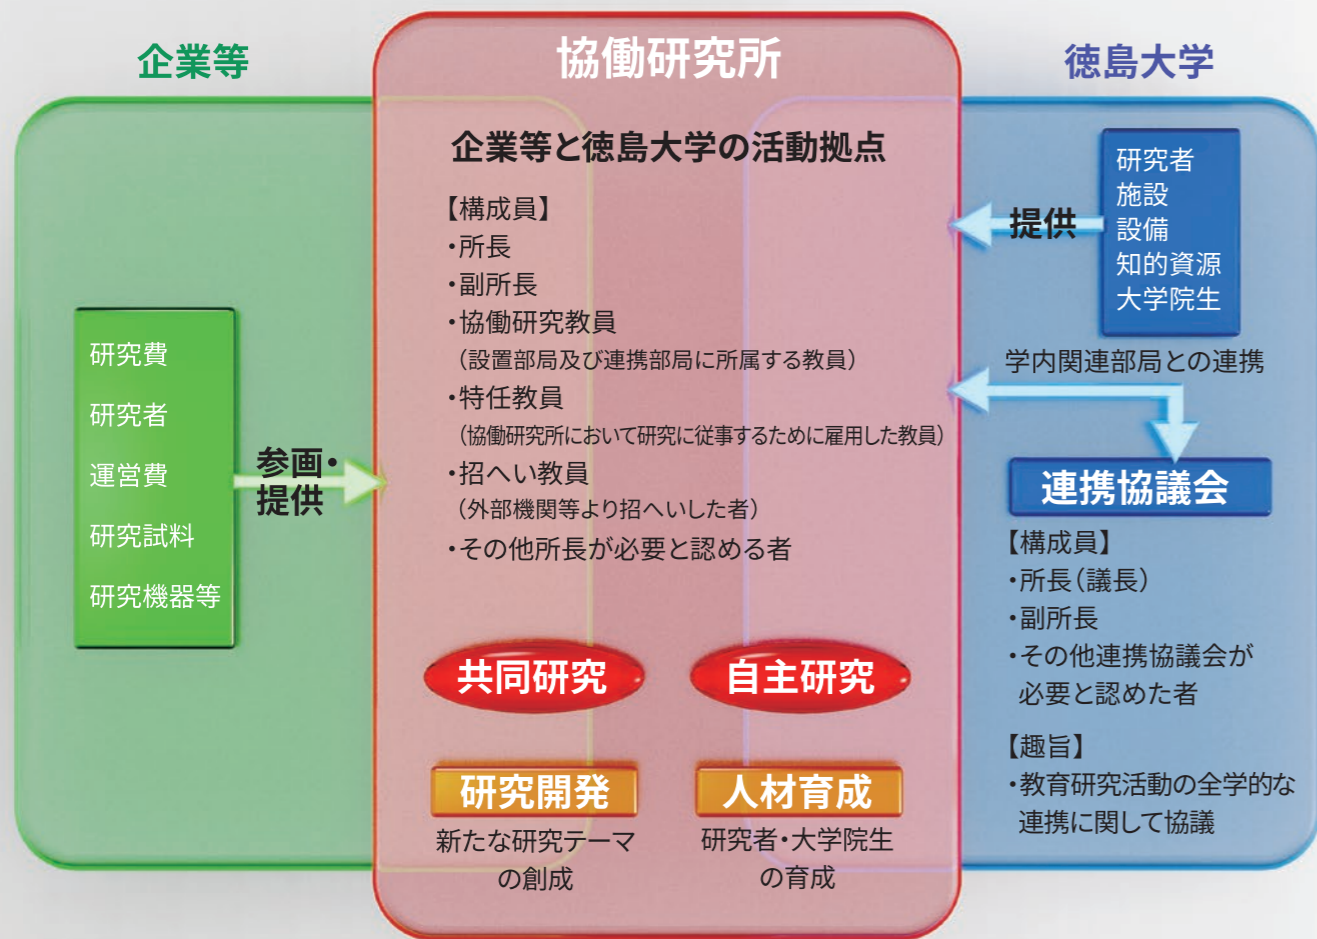 企業等
協働研究所
徳島大学
研究費
研究者
運営費
研究試料
研究機器等
参画・
提供
企業等と徳島大学の活動拠点
【構成員】
・所長
・副所長
・協働研究教員
（設置部局及び連携部局に所属する教員）
・特任教員
（協働研究所において研究に従事するために雇用した教員）
・招へい教員
（外部機関等より招へいした者）
・その他所長が必要と認める者
共同研究
自主研究
研究開発
新たな研究テーマ
の創成
人材育成
研究者・大学院生
の育成
提供
研究者
施設
設備
知的資源
大学院生
学内関連部局との連携
連携協議会
【構成員】
・所長（議長）
・副所長
・その他連携協議会が
必要と認めた者
【趣旨】
・教育研究活動の全学的な
連携に関して協議